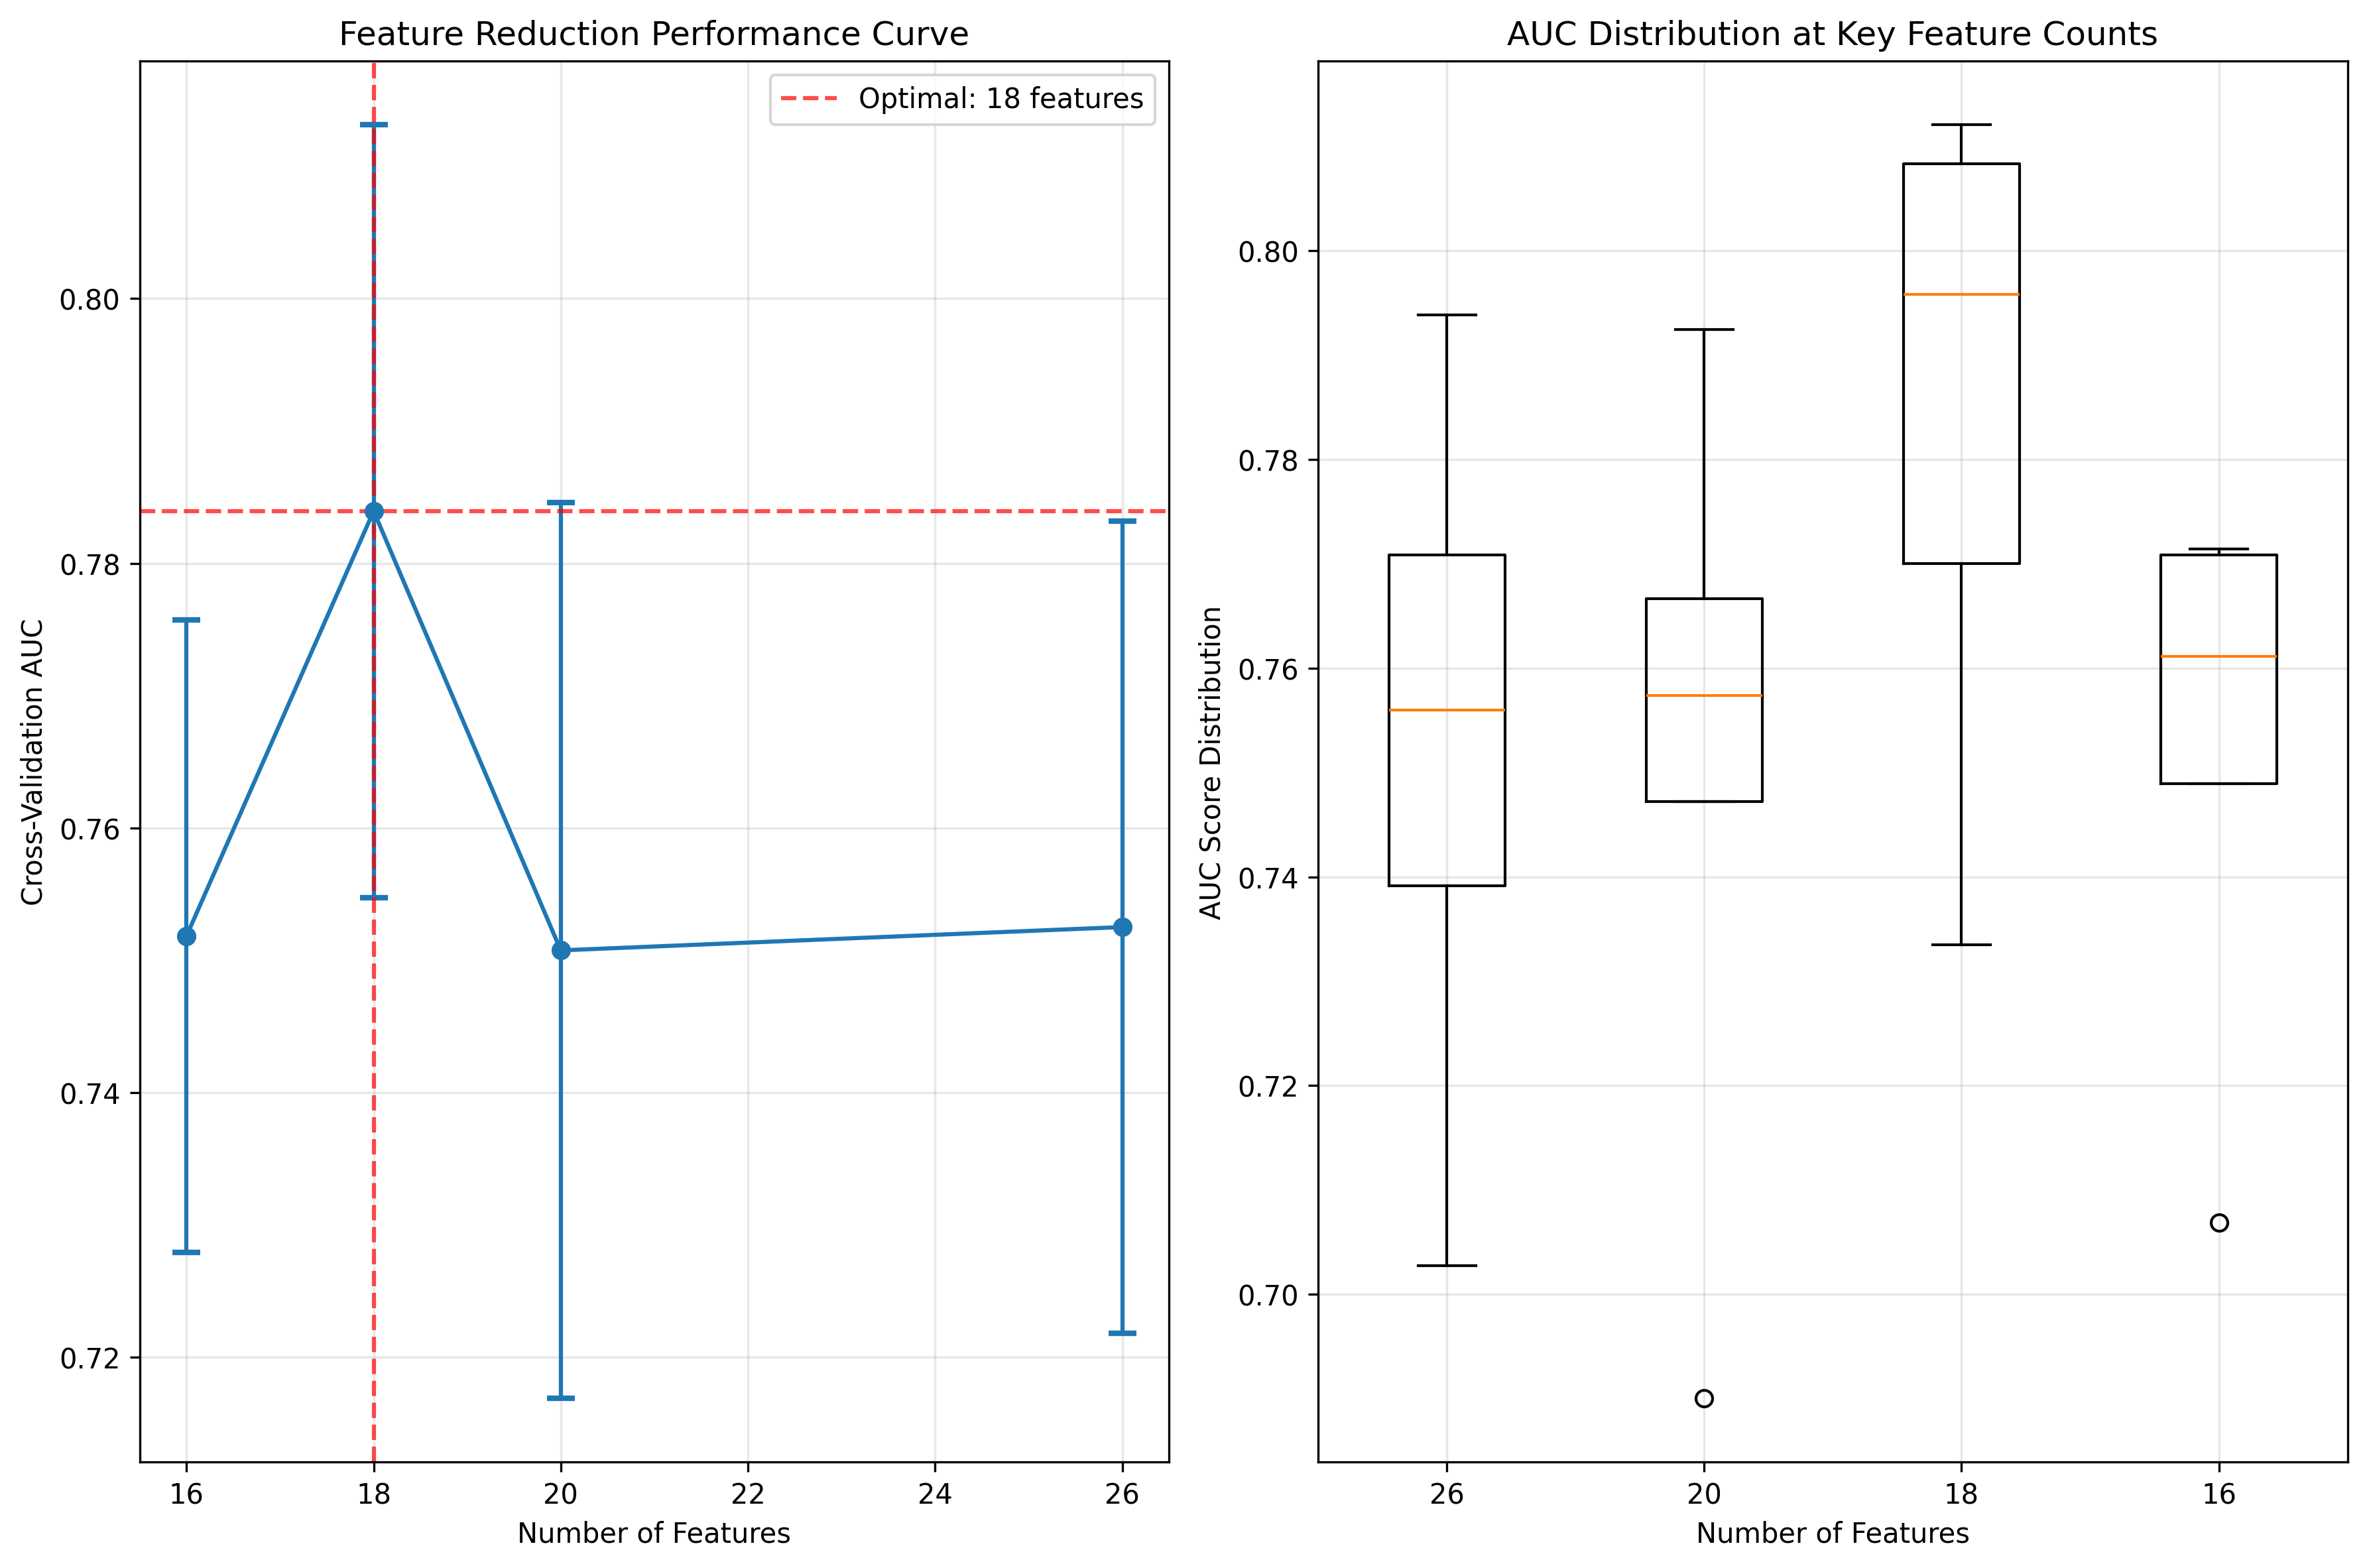 Feature Reduction Performance Curve
Optimal: 18 features
Cross-Validation AUC
0.80
0.78
0.76
0.74
0.72
16 18 20 22 24 26
Number of Features
AUC Distribution at Key Feature Counts
AUC Score Distribution
0.80
0.78
0.76
0.74
0.72
0.70
26 20 18 16
Number of Features